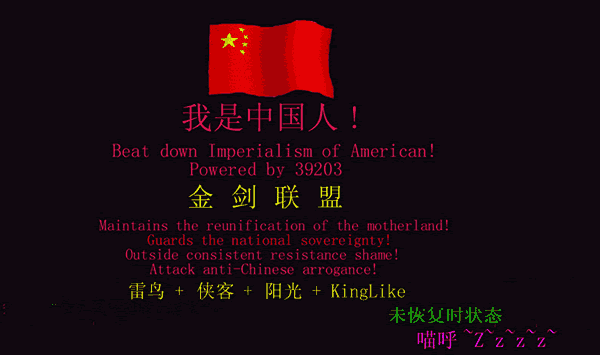 我是中国人！
Beat down Imperialism of American!
Powered by 39203
金 剑 联 盟
Maintains the reunification of the motherland!
Guards the national sovereignty!
Outside consistent resistance shame!
Attack anti-Chinese arrogance!
雷鸟 + 侠客 + 阳光 + KingLike
未恢复时状态
喵呼 ~Z~z~z~z~